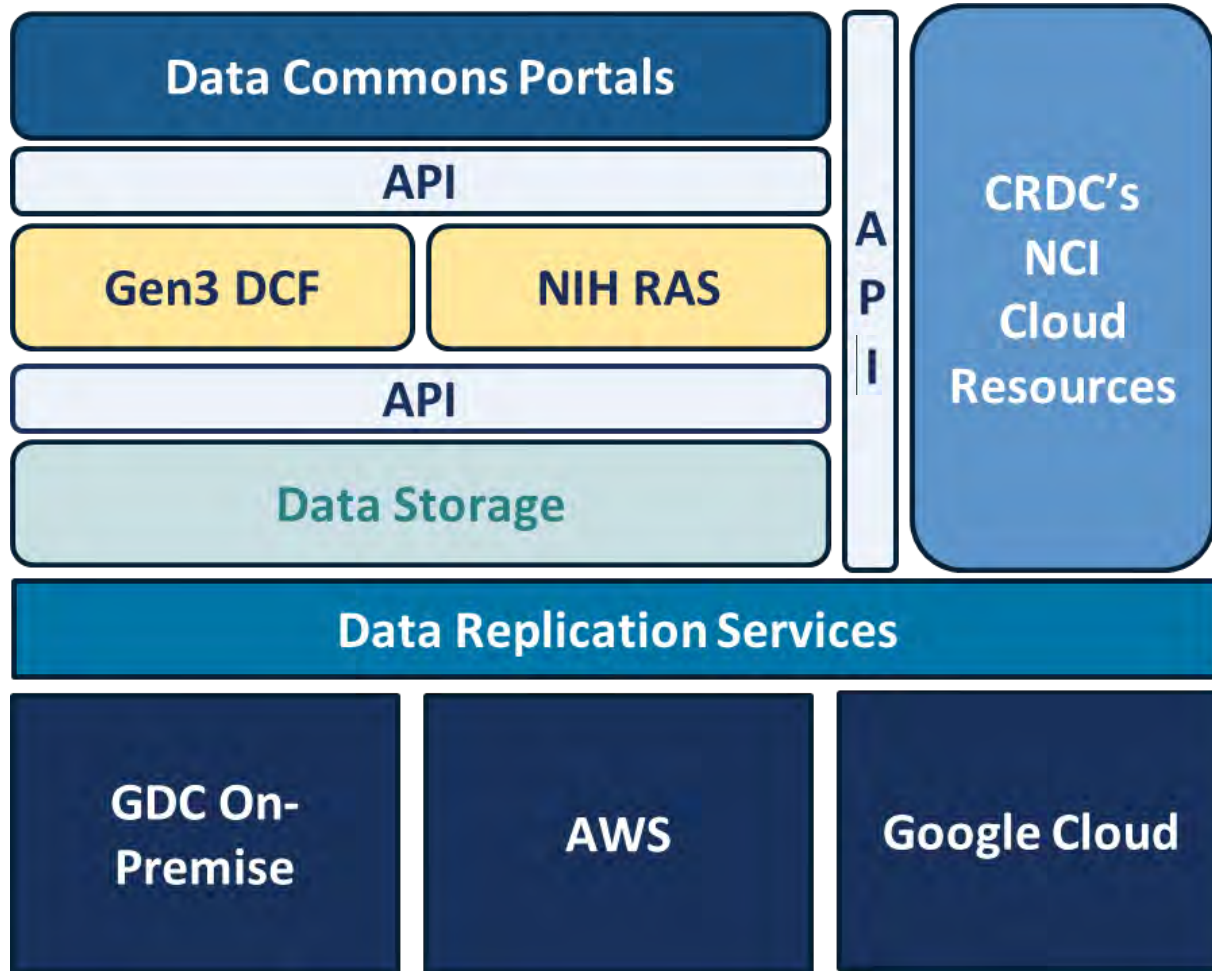 Data Commons Portals
API
Gen3 DCF
NIH RAS
API
Data Storage
A
P
I
CRDC’s
NCI
Cloud
Resources
Data Replication Services
GDC On-
Premise
AWS
Google Cloud